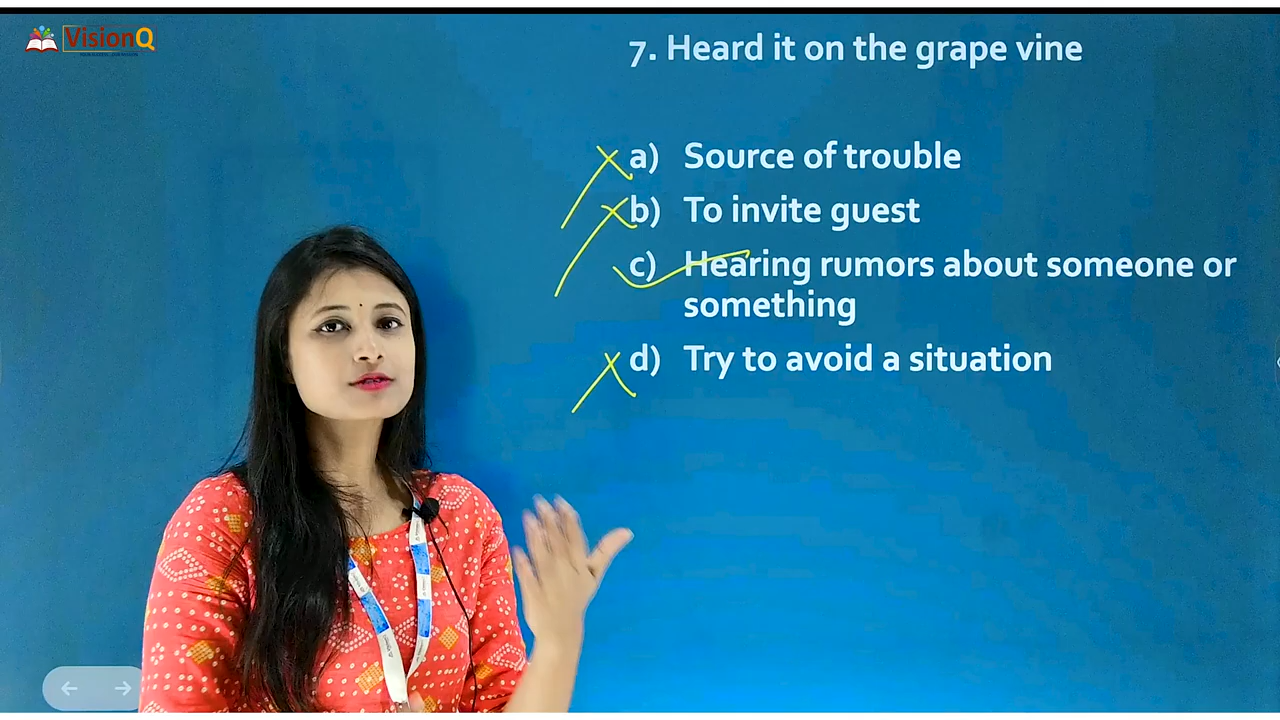 VisionQ
7. Heard it on the grape vine
a) Source of trouble
b) To invite guest
c) Hearing rumors about someone or
something
d) Try to avoid a situation